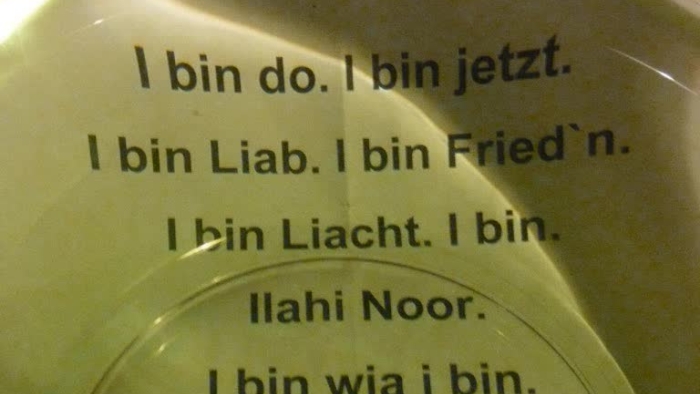 I bin do. I bin jetzt.
I bin Liab. I bin Fried`n.
I bin Liacht. I bin.
Ilahi Noor.
I bin wia i bin.